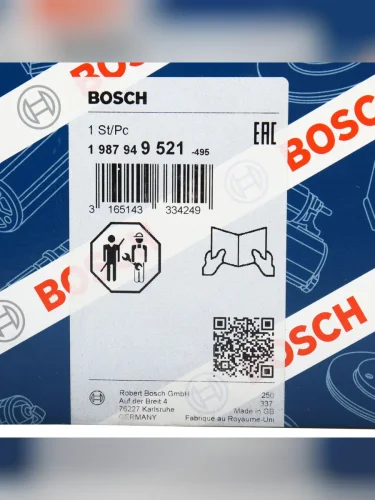 BOSCH
1 St/Pc
1 987 94 9 521 -495
EAC
3 165143 334249
BOSCH
BOSCH
BOSCH
Robert Bosch GmbH
Auf der Breit 4
76227 Karlsruhe
GERMANY
250
337
Made in GB
Fabriqué au Royaume-Uni